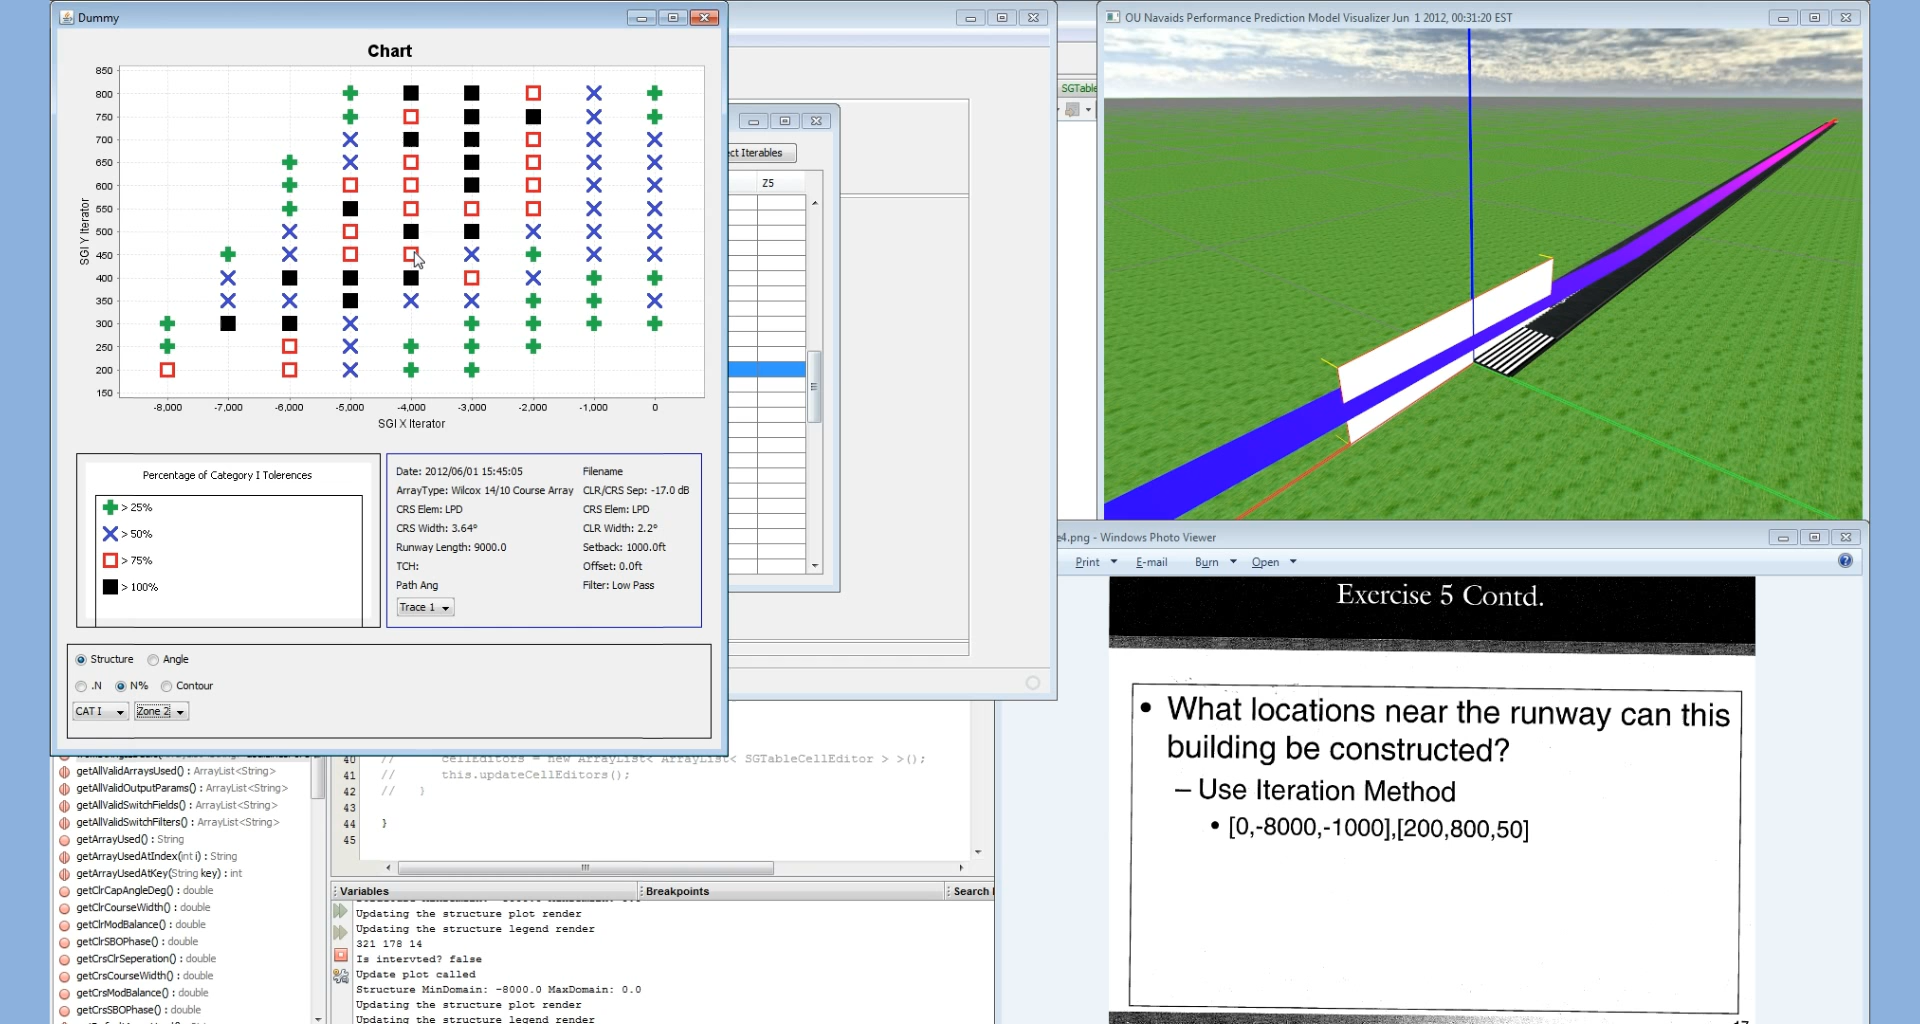 Dummy
Chart
850
800
750
700
650
600
550
500
450
400
350
300
250
200
150
SGI Y Iterator
-8,000 -7,000 -6,000 -5,000 -4,000 -3,000 -2,000 -1,000 0
SGI X Iterator
Percentage of Category I Tolerences
> 25%
> 50%
> 75%
> 100%
Date: 2012/06/01 15:45:05 Filename
ArrayType: Wilcox 14/10 Course Array CLR/CRS Sep: -17.0 dB
CRS Elem: LPD CRS Elem: LPD
CRS Width: 3.64° CLR Width: 2.2°
Runway Length: 9000.0 Setback: 1000.0ft
TCH: Offset: 0.0ft
Path Ang Filter: Low Pass
Trace 1
Structure Angle
.N N% Contour
CAT I Zone 2
ct Iterables
Z5
SGTable
OU Navaids Performance Prediction Model Visualizer Jun 1 2012, 00:31:20 EST
e4.png - Windows Photo Viewer
Print E-mail Burn Open
Exercise 5 Contd.
• What locations near the runway can this
building be constructed?
– Use Iteration Method
• [0,-8000,-1000],[200,800,50]
getAllValidArraysUsed() : ArrayList<String>
getAllValidOutputParams() : ArrayList<String>
getAllValidSwitchFields() : ArrayList<String>
getAllValidSwitchFilters() : ArrayList<String>
getArrayUsed() : String
getArrayUsedAtIndex(int i) : String
getArrayUsedAtKey(String key) : int
getClrCapAngleDeg() : double
getClrCourseWidth() : double
getClrModBalance() : double
getClrSBOPhase() : double
getCrsClrSeperation() : double
getCrsCourseWidth() : double
getCrsModBalance() : double
getCrsSBOPhase() : double
40 // cellEditors = new ArrayList< ArrayList< SGTableCellEditor > >();
41 // this.updateCellEditors();
42 // }
43
44 }
45
Variables Breakpoints Search
Updating the structure plot render
Updating the structure legend render
321 178 14
Is intervted? false
Update plot called
Structure MinDomain: -8000.0 MaxDomain: 0.0
Updating the structure plot render
Updating the structure legend render